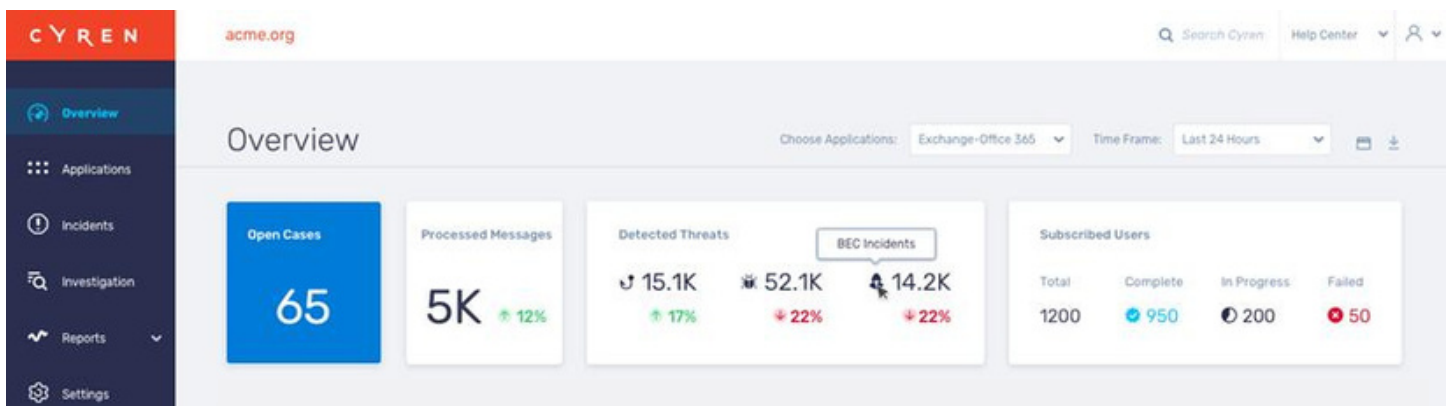 CYREN
acme.org
Search Cyren
Help Center
Overview
Applications
Incidents
Investigation
Reports
Settings
Overview
Choose Applications:
Exchange-Office 365
Time Frame:
Last 24 Hours
Open Cases
65
Processed Messages
5K
12%
Detected Threats
BEC Incidents
15.1K
52.1K
14.2K
17%
22%
22%
Subscribed Users
Total
Complete
In Progress
Failed
1200
950
200
50